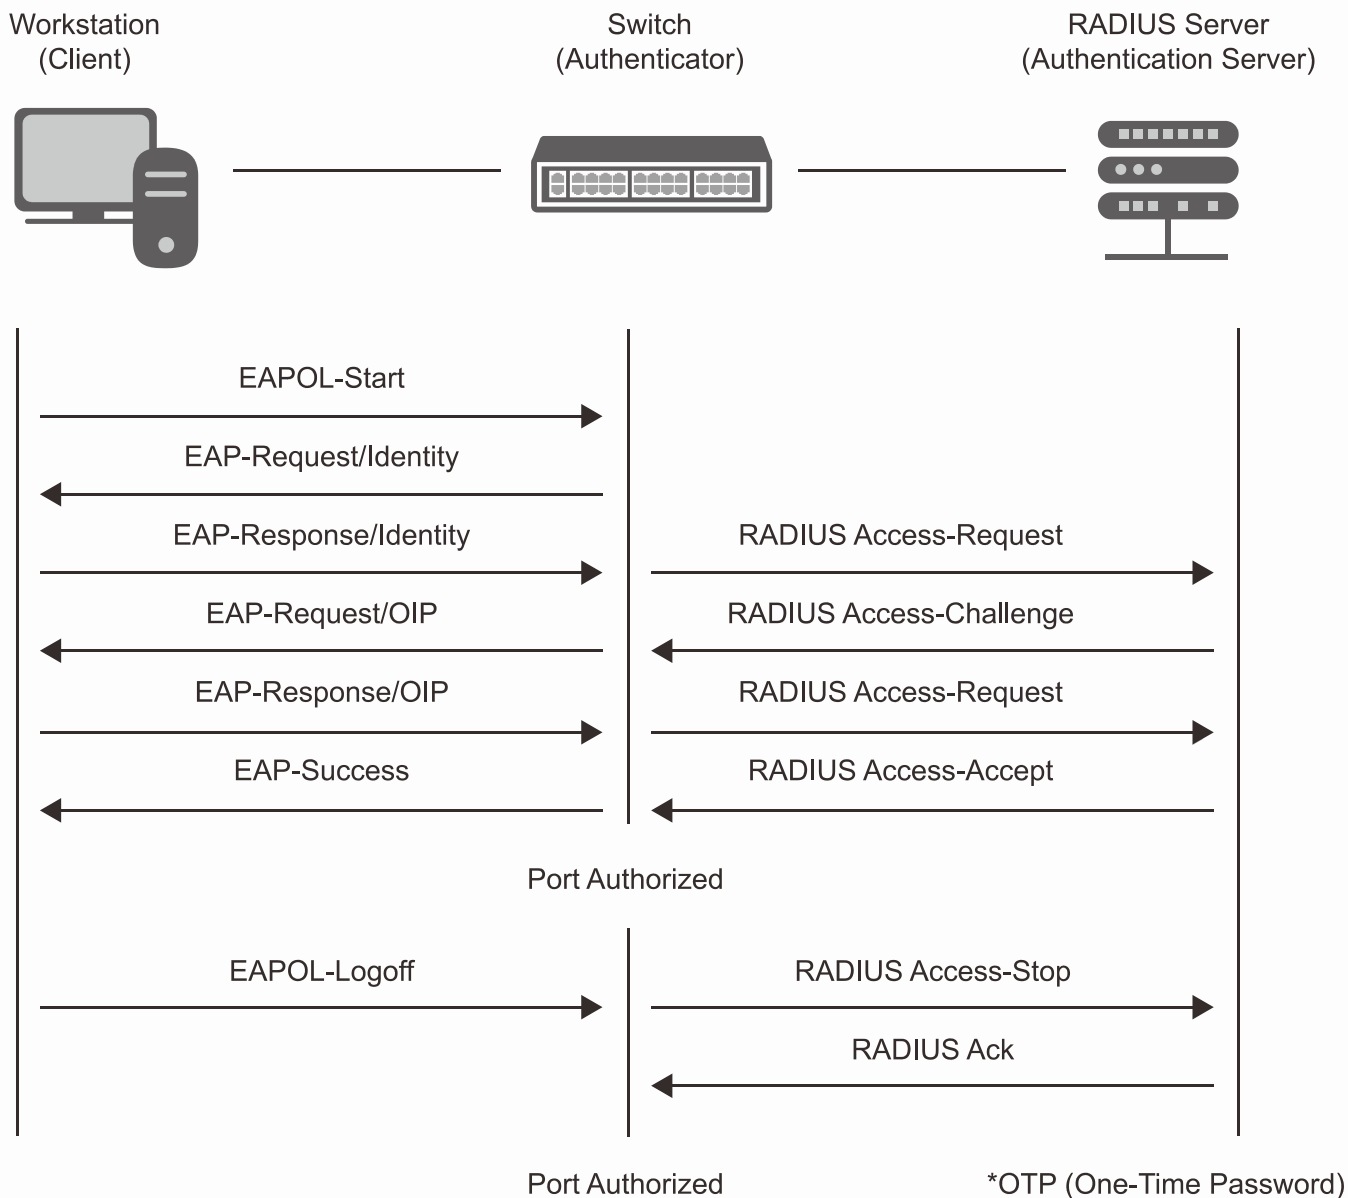 Workstation
(Client)
Switch
(Authenticator)
RADIUS Server
(Authentication Server)
EAPOL-Start
EAP-Request/Identity
EAP-Response/Identity
RADIUS Access-Request
EAP-Request/OIP
RADIUS Access-Challenge
EAP-Response/OIP
RADIUS Access-Request
EAP-Success
RADIUS Access-Accept
Port Authorized
EAPOL-Logoff
RADIUS Access-Stop
RADIUS Ack
Port Authorized
*OTP (One-Time Password)